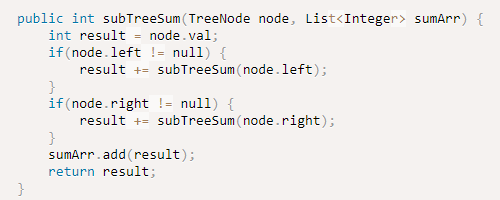 public int subTreeSum(TreeNode node, List<Integer> sumArr) {
    int result = node.val;
    if(node.left != null) {
        result += subTreeSum(node.left);
    }
    if(node.right != null) {
        result += subTreeSum(node.right);
    }
    sumArr.add(result);
    return result;
}